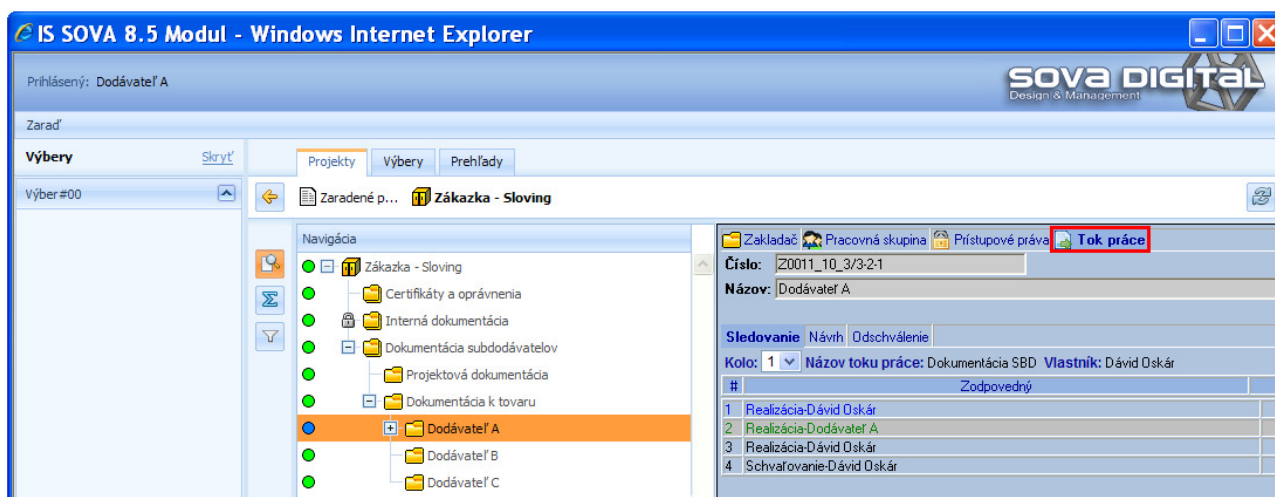 IS SOVA 8.5 Modul - Windows Internet Explorer
Prihlásený: Dodávateľ A
SOVA DIGITAL
Design & Management
Zaraď
Výbery Skryť
Projekty Výbery Prehľady
Výber#00
Zaradené p... Zákazka - Sloving
Navigácia
Zákazka - Sloving
Certifikáty a oprávnenia
Interná dokumentácia
Dokumentácia subdodávatelov
Projektová dokumentácia
Dokumentácia k tovaru
Dodávateľ A
Dodávateľ B
Dodávateľ C
Zakladač Pracovná skupina Prístupové práva Tok práce
Číslo: Z0011_10_3/3-2-1
Názov: Dodávateľ A
Sledovanie Návrh Odschválenie
Kolo: 1 Názov toku práce: Dokumentácia SBD Vlastník: Dávid Oskár
# Zodpovedný
1 Realizácia-Dávid Oskár
2 Realizácia-Dodávateľ A
3 Realizácia-Dávid Oskár
4 Schvaľovanie-Dávid Oskár